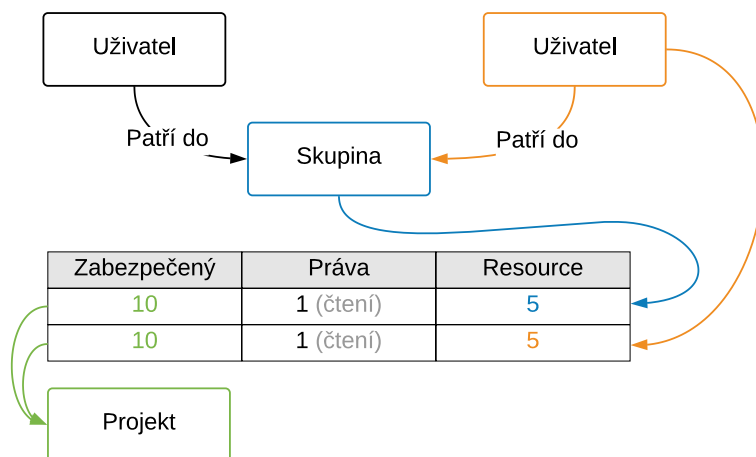 Uživatel
Uživatel
Patří do
Patří do
Skupina
Zabezpečený Práva Resource
10 1 (čtení) 5
10 1 (čtení) 5
Projekt